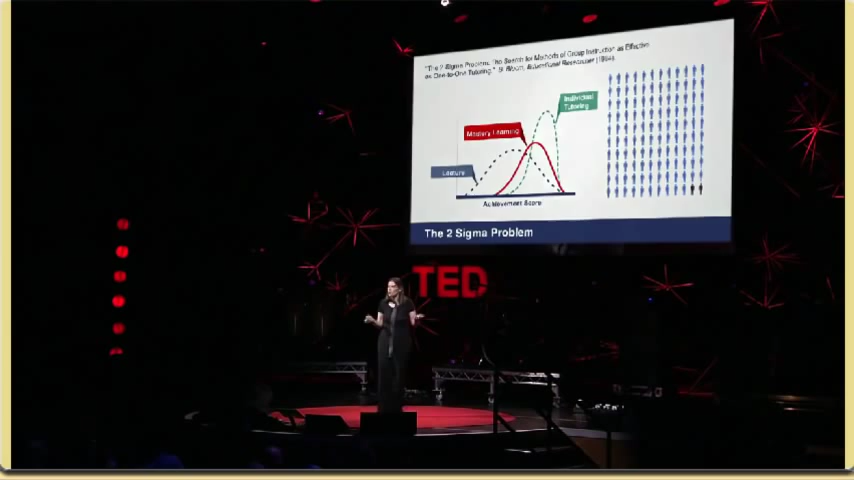 "The 2 Sigma Problem: The Search for Methods of Group Instruction as Effective
as One-to-One Tutoring," B. Bloom, Educational Researcher (1984)
Individual
Tutoring
Mastery Learning
Lecture
Achievement Score
The 2 Sigma Problem
TED